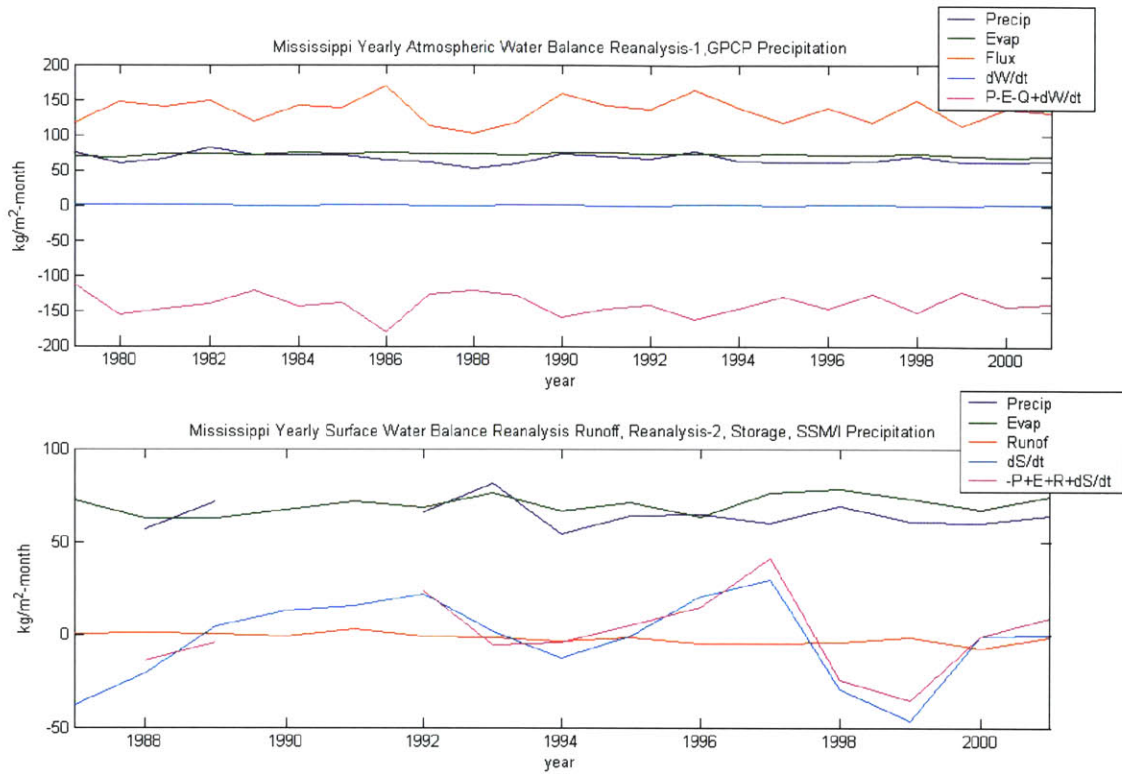 Mississippi Yearly Atmospheric Water Balance Reanalysis-1,GPCP Precipitation
Precip
Evap
Flux
dW/dt
P-E-Q+dW/dt
200
150
100
50
0
-50
-100
-150
-200
kg/m²-month
1980 1982 1984 1986 1988 1990 1992 1994 1996 1998 2000
year
Mississippi Yearly Surface Water Balance Reanalysis Runoff, Reanalysis-2, Storage, SSM/I Precipitation
Precip
Evap
Runof
dS/dt
-P+E+R+dS/dt
100
50
0
-50
kg/m²-month
1988 1990 1992 1994 1996 1998 2000
year